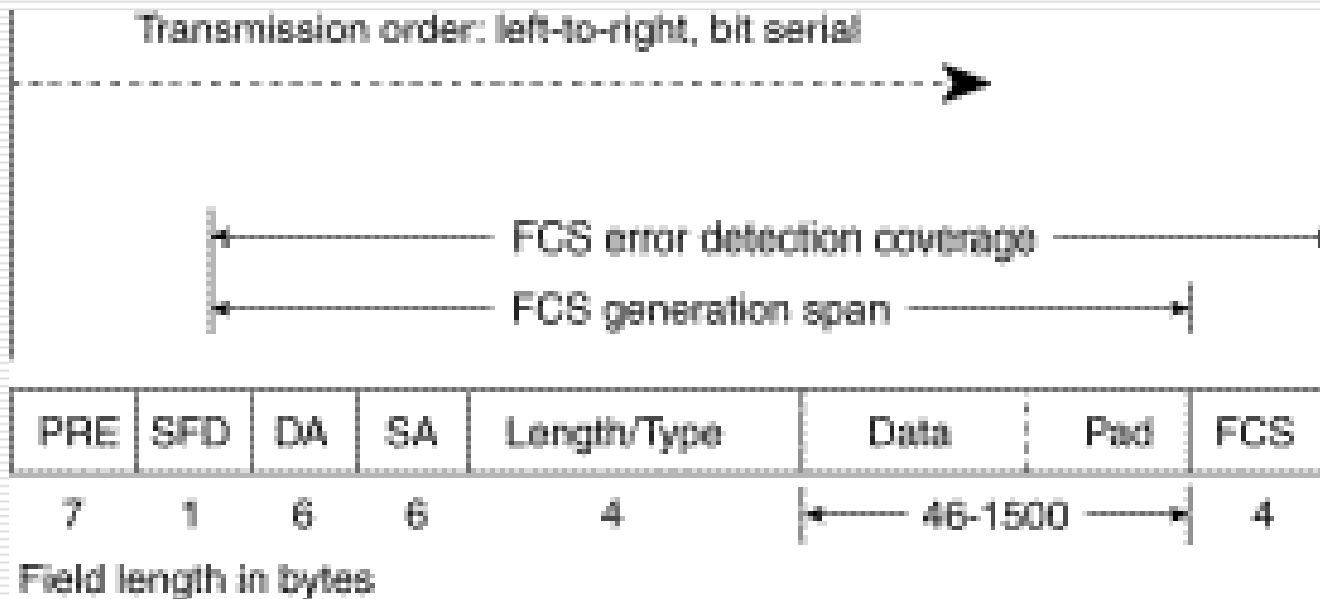 Transmission order: left-to-right, bit serial
FCS error detection coverage
FCS generation span
PRE SFD DA SA Length/Type Data Pad FCS
7 1 6 6 4 46-1500 4
Field length in bytes